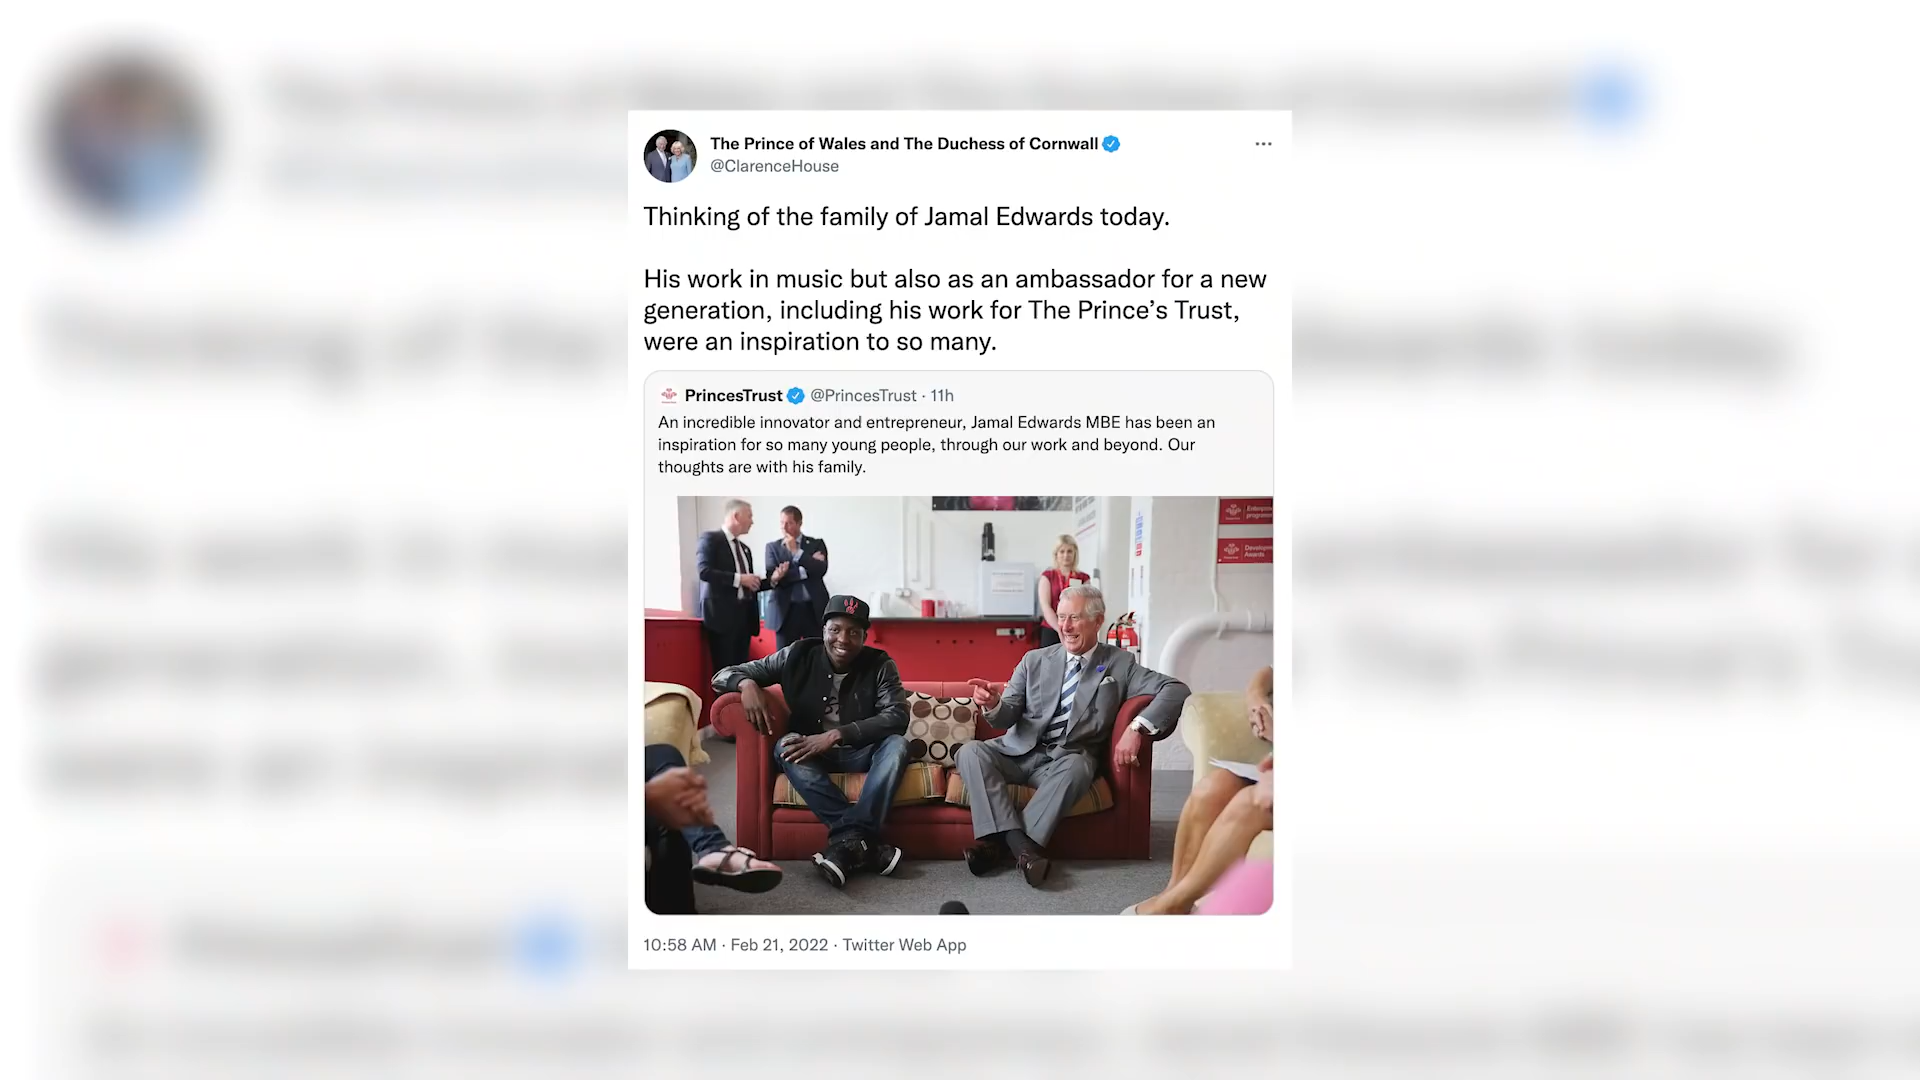 The Prince of Wales and The Duchess of Cornwall
@ClarenceHouse
Thinking of the family of Jamal Edwards today.
His work in music but also as an ambassador for a new
generation, including his work for The Prince’s Trust,
were an inspiration to so many.
PrincesTrust @PrincesTrust · 11h
An incredible innovator and entrepreneur, Jamal Edwards MBE has been an
inspiration for so many young people, through our work and beyond. Our
thoughts are with his family.
Enterprise
programme
Developm
Awards
10:58 AM · Feb 21, 2022 · Twitter Web App